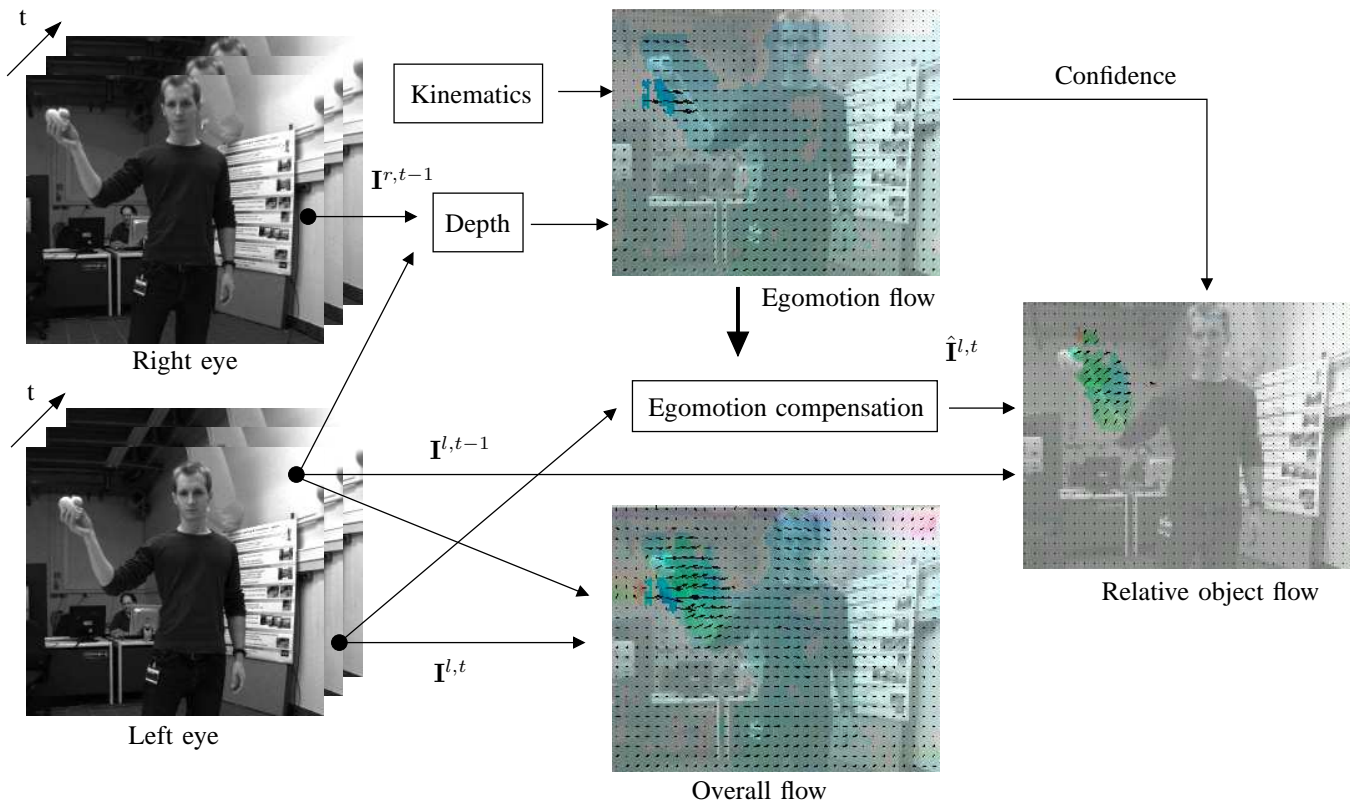 t
Kinematics
Confidence
𝐈^{r,t−1}
Depth
Egomotion flow
Right eye
𝐈̂^{l,t}
t
Egomotion compensation
𝐈^{l,t−1}
Relative object flow
𝐈^{l,t}
Left eye
Overall flow